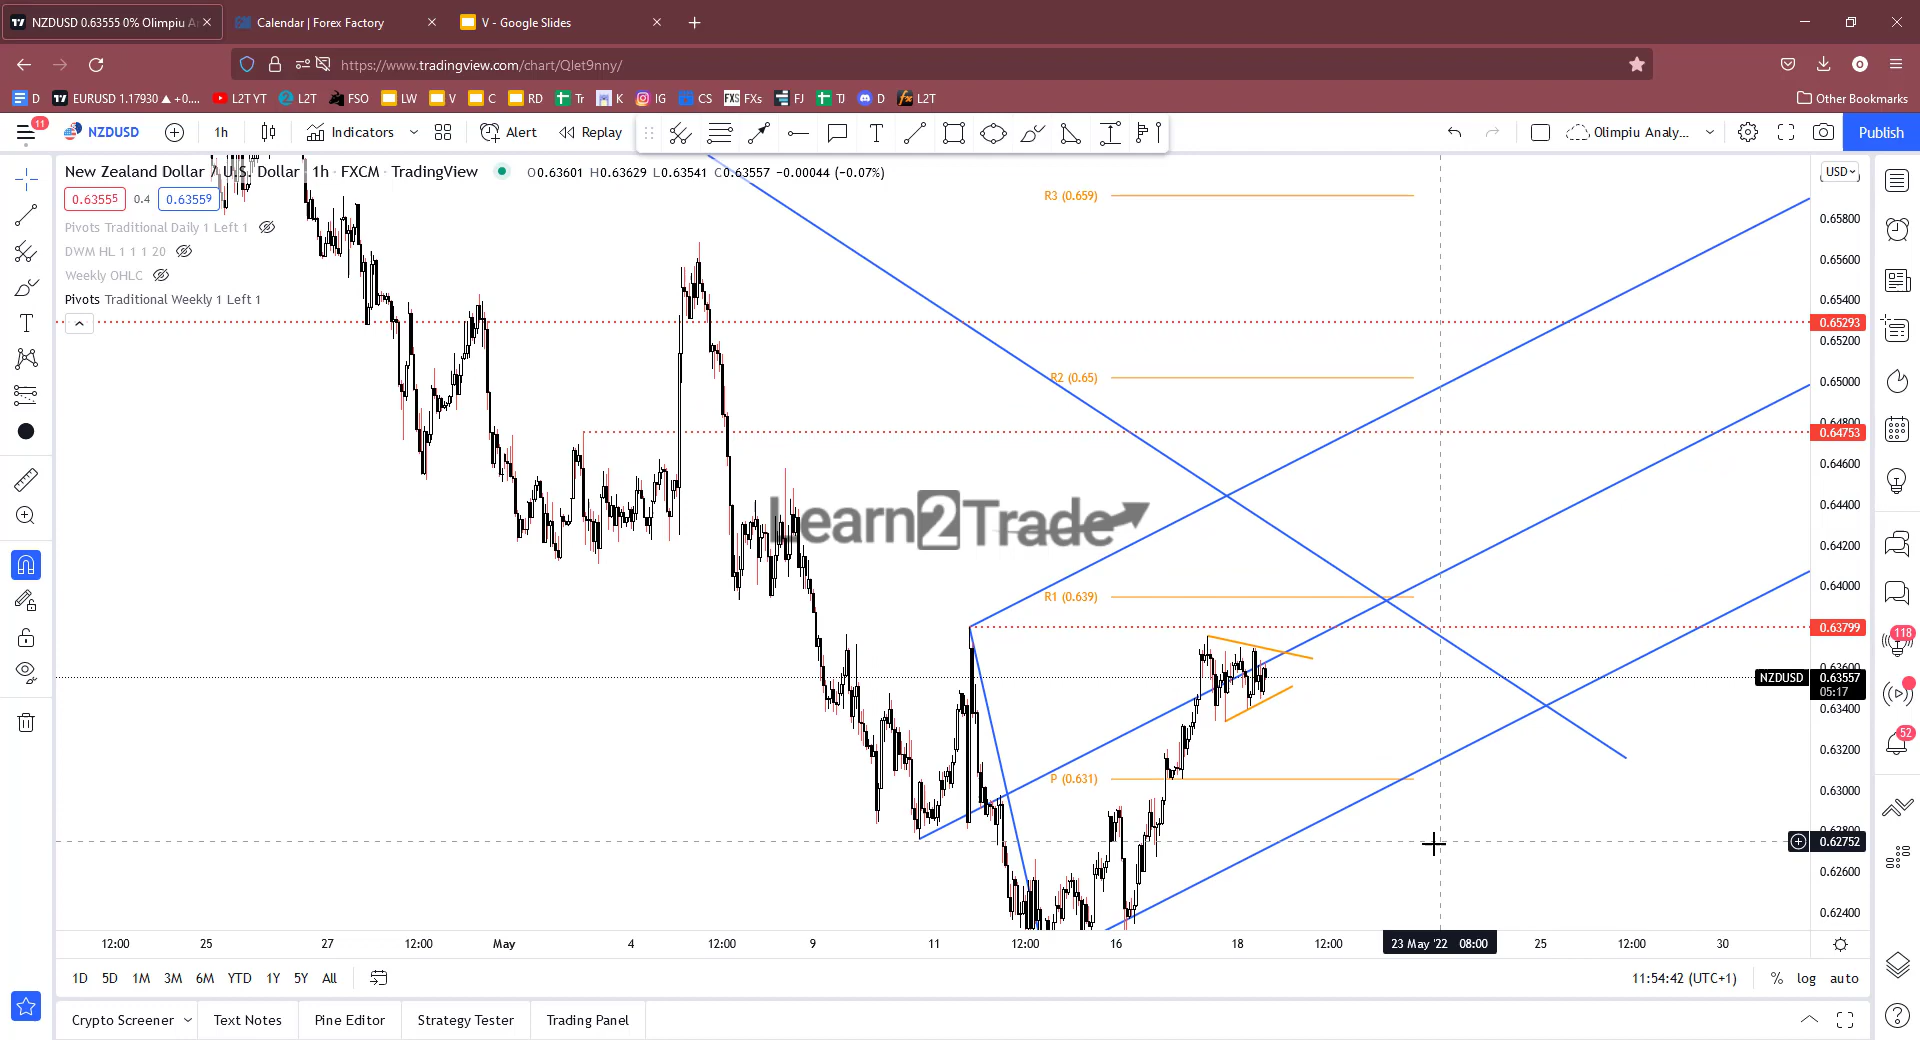 NZDUSD 0.63555 0% Olimpiu An
Calendar | Forex Factory
V - Google Slides
https://www.tradingview.com/chart/Qlet9nny/
D EURUSD 1.17930 ▲ +0.... L2T YT L2T FSO LW V C RD Tr K IG CS FXS FXs FJ TJ D L2T Other Bookmarks
11 NZDUSD 1h Indicators Alert Replay T Olimpiu Analy... Publish
New Zealand Dollar / U.S. Dollar 1h · FXCM · TradingView O0.63601 H0.63629 L0.63541 C0.63557 −0.00044 (−0.07%)
USD
0.63555 0.4 0.63559
Pivots Traditional Daily 1 Left 1
DWM HL 1 1 1 20
Weekly OHLC
Pivots Traditional Weekly 1 Left 1
R3 (0.659)
R2 (0.65)
R1 (0.639)
P (0.631)
Learn2Trade
0.65800
0.65600
0.65400
0.65293
0.65200
0.65000
0.64800
0.64753
0.64600
0.64400
0.64200
0.64000
0.63799
0.63600
NZDUSD 0.63557
05:17
0.63400
0.63200
0.63000
0.62800
0.62752
0.62600
0.62400
118
52
12:00 25 27 12:00 May 4 12:00 9 11 12:00 16 18 12:00 23 May '22 08:00 25 12:00 30
1D 5D 1M 3M 6M YTD 1Y 5Y All 11:54:42 (UTC+1) % log auto
Crypto Screener Text Notes Pine Editor Strategy Tester Trading Panel